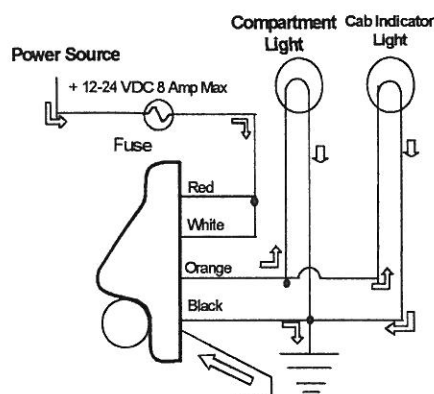 Compartment
Light
Cab Indicator
Light
Power Source
+ 12-24 VDC 8 Amp Max
Fuse
Red
White
Orange
Black